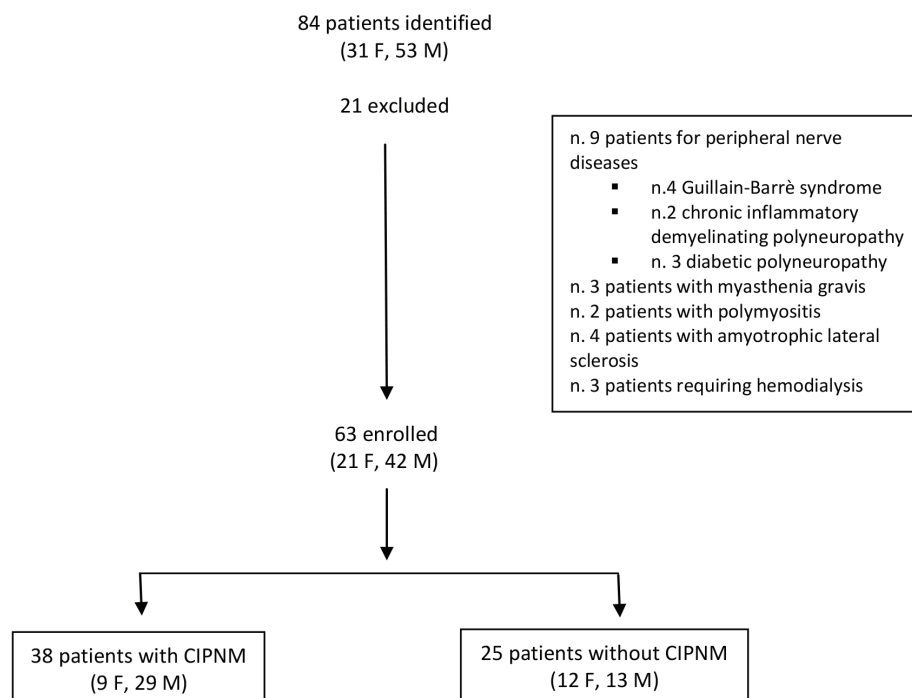 84 patients identified
(31 F, 53 M)
21 excluded
n. 9 patients for peripheral nerve
diseases
▪ n.4 Guillain-Barrè syndrome
▪ n.2 chronic inflammatory
demyelinating polyneuropathy
▪ n. 3 diabetic polyneuropathy
n. 3 patients with myasthenia gravis
n. 2 patients with polymyositis
n. 4 patients with amyotrophic lateral
sclerosis
n. 3 patients requiring hemodialysis
63 enrolled
(21 F, 42 M)
38 patients with CIPNM
(9 F, 29 M)
25 patients without CIPNM
(12 F, 13 M)